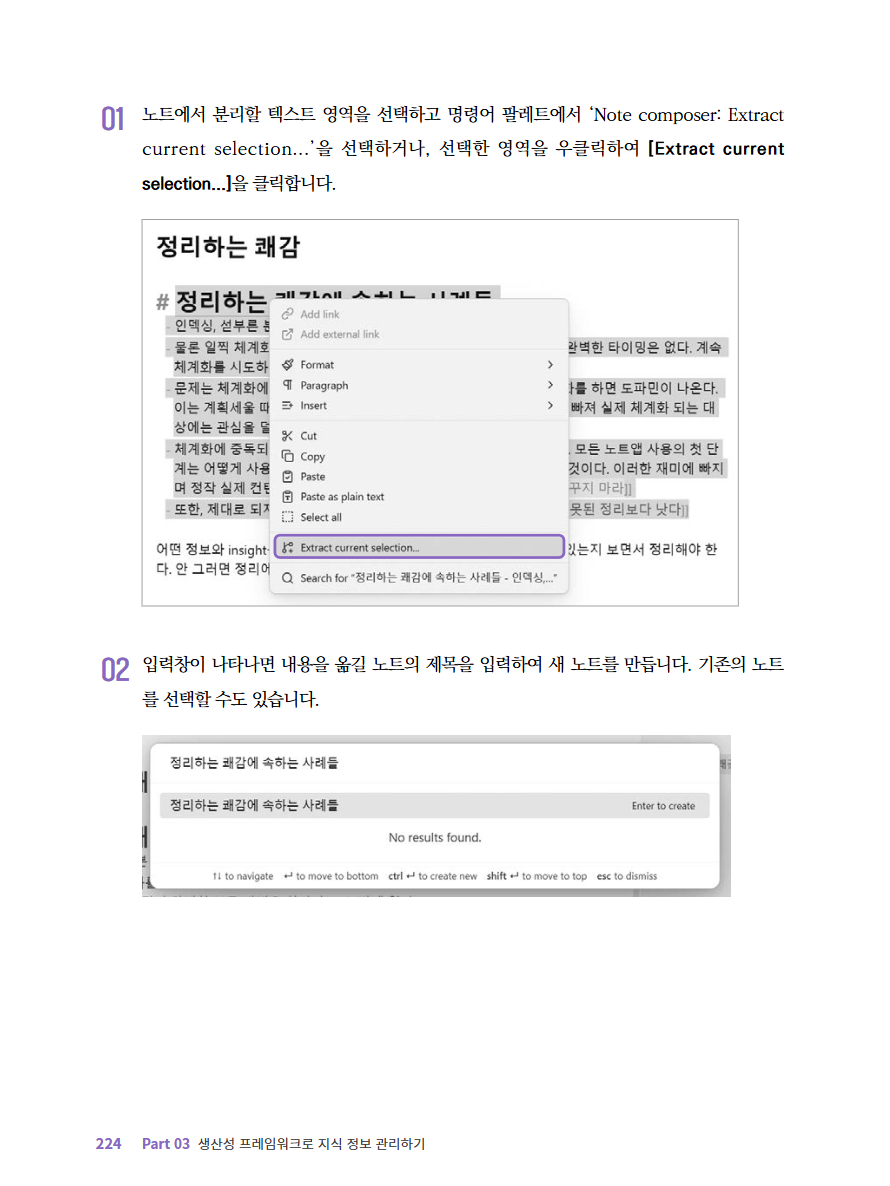 01 노트에서 분리할 텍스트 영역을 선택하고 명령어 팔레트에서 ‘Note composer: Extract
current selection...’을 선택하거나, 선택한 영역을 우클릭하여 [Extract current
selection...]을 클릭합니다.
정리하는 쾌감
# 정리하는 쾌감에 속하는 사례들
- 인덱싱, 섣부른
Add link
Add external link
- 물론 일찍 체계화 완벽한 타이밍은 없다. 계속
체계화를 시도하
Format
- 문제는 체계화에 를 하면 도파민이 나온다.
Paragraph
이는 계획세울 때 빠져 실제 체계화 되는 대
Insert
상에는 관심을 덜
Cut
- 체계화에 중독되 모든 노트앱 사용의 첫 단
Copy
계는 어떻게 사용 것이다. 이러한 재미에 빠지
Paste
며 정작 실제 컨텐 꾸지 마라]]
Paste as plain text
- 또한, 제대로 되지 못된 정리보다 낫다]]
Select all
어떤 정보와 insight 있는지 보면서 정리해야 한
Extract current selection...
다. 안 그러면 정리에
Search for “정리하는 쾌감에 속하는 사례들 - 인덱싱,...”
02 입력창이 나타나면 내용을 옮길 노트의 제목을 입력하여 새 노트를 만듭니다. 기존의 노트
를 선택할 수도 있습니다.
정리하는 쾌감에 속하는 사례들
정리하는 쾌감에 속하는 사례들 Enter to create
No results found.
↑↓ to navigate ↵ to move to bottom ctrl ↵ to create new shift ↵ to move to top esc to dismiss
224 Part 03 생산성 프레임워크로 지식 정보 관리하기